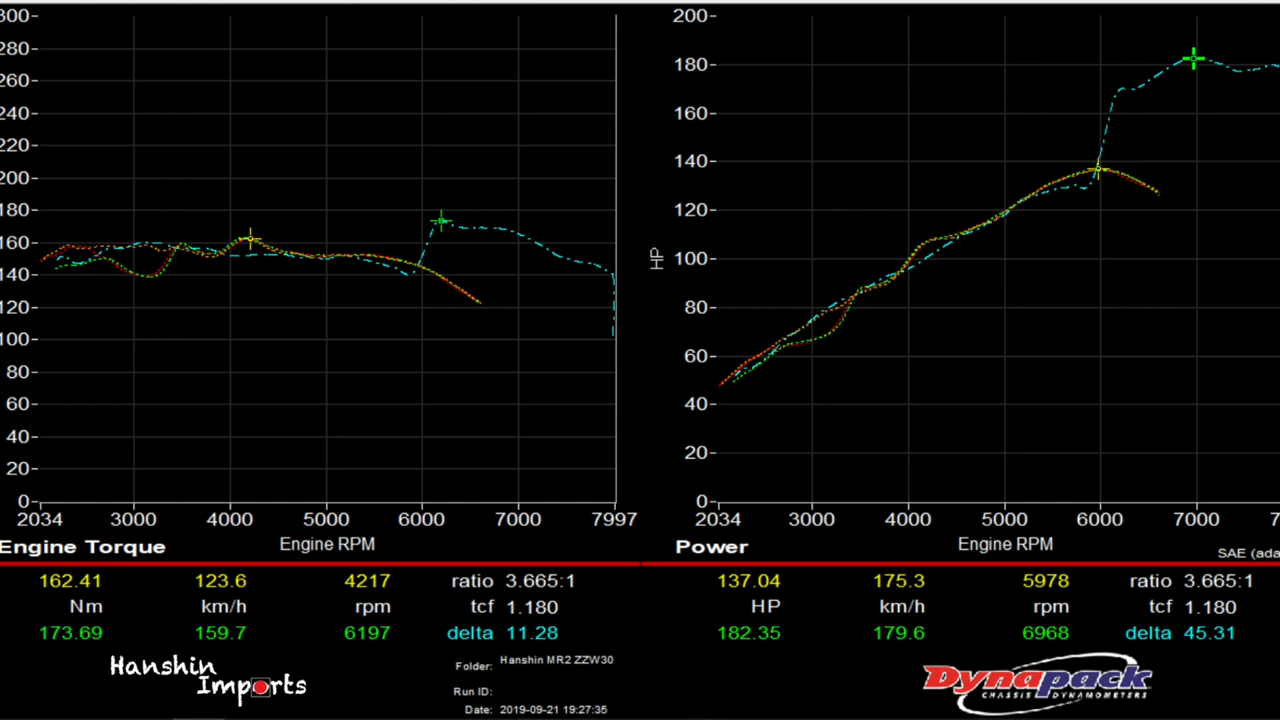 300
280
260
240
220
200
180
160
140
120
100
80
60
40
20
0
2034 3000 4000 5000 6000 7000 7997
Engine Torque Engine RPM
200
180
160
140
120
100
80
60
40
20
0
HP
2034 3000 4000 5000 6000 7000 7
Power Engine RPM
SAE (ada
162.41 123.6 4217 ratio 3.665:1
Nm km/h rpm tcf 1.180
173.69 159.7 6197 delta 11.28
137.04 175.3 5978 ratio 3.665:1
HP km/h rpm tcf 1.180
182.35 179.6 6968 delta 45.31
Hanshin
Imports
Folder: Hanshin MR2 ZZW30
Run ID:
Date: 2019-09-21 19:27:35
Dynapack
CHASSIS DYNAMOMETERS